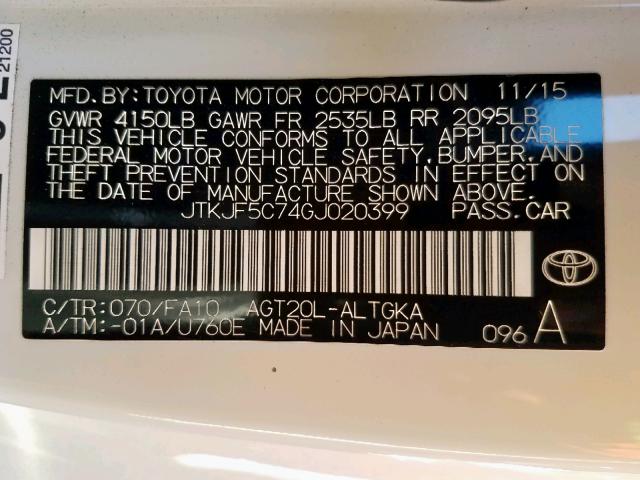 21200
MFD.BY:TOYOTA MOTOR CORPORATION 11/15
GVWR 4150LB GAWR FR 2535LB RR 2095LB
THIS VEHICLE CONFORMS TO ALL APPLICABLE
FEDERAL MOTOR VEHICLE SAFETY, BUMPER, AND
THEFT PREVENTION STANDARDS IN EFFECT ON
THE DATE OF MANUFACTURE SHOWN ABOVE.
JTKJF5C74GJ020399 PASS.CAR
C/TR:070/FA10 AGT20L-ALTGKA
A/TM:-01A/U760E MADE IN JAPAN 096 A